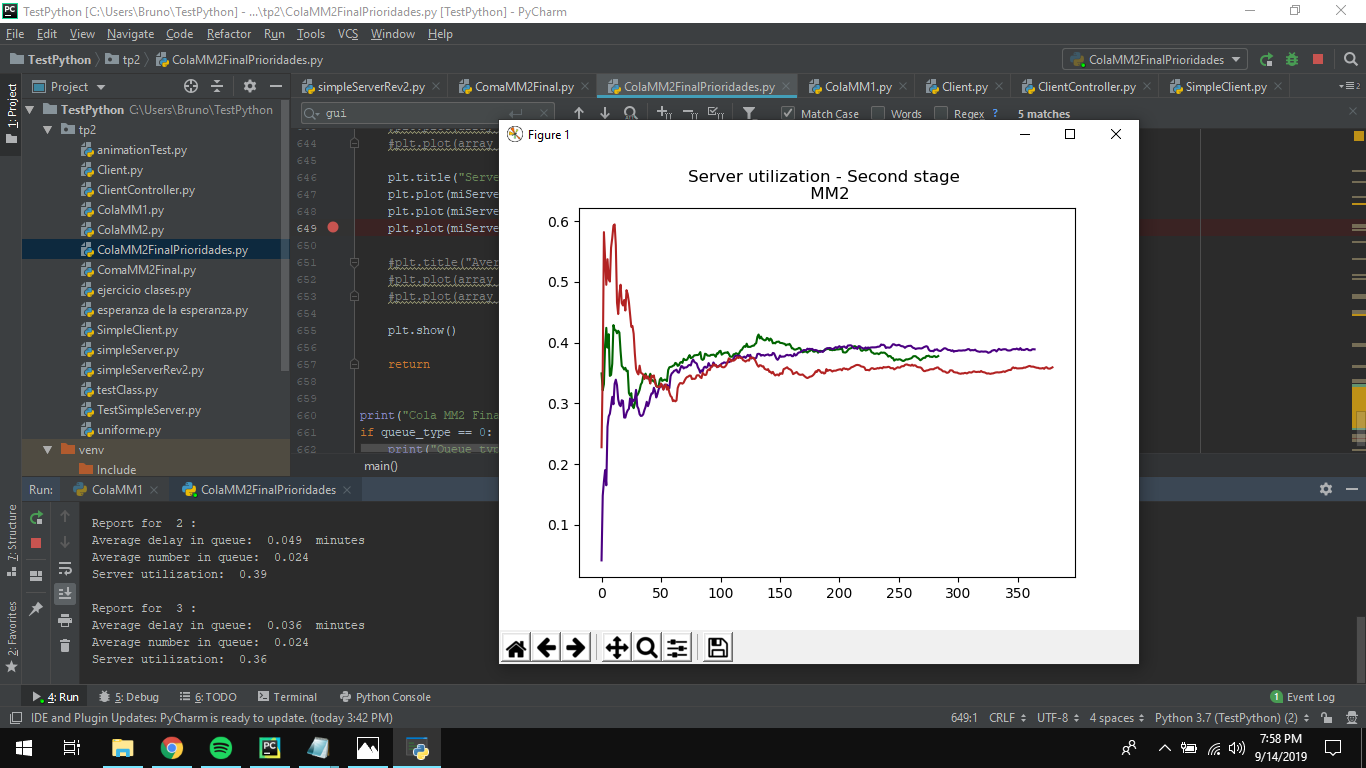 TestPython [C:\Users\Bruno\TestPython] - ...\tp2\ColaMM2FinalPrioridades.py [TestPython] - PyCharm
File Edit View Navigate Code Refactor Run Tools VCS Window Help
TestPython tp2 ColaMM2FinalPrioridades.py
ColaMM2FinalPrioridades
Project
simpleServerRev2.py ComaMM2Final.py ColaMM2FinalPrioridades.py ColaMM1.py Client.py ClientController.py SimpleClient.py
1: Project
gui
Match Case Words Regex ? 5 matches
TestPython C:\Users\Bruno\TestPython
tp2
animationTest.py
Client.py
ClientController.py
ColaMM1.py
ColaMM2.py
ColaMM2FinalPrioridades.py
ComaMM2Final.py
ejercicio clases.py
esperanza de la esperanza.py
SimpleClient.py
simpleServer.py
simpleServerRev2.py
testClass.py
TestSimpleServer.py
uniforme.py
venv
Include
644 #plt.plot(array_
645
646 plt.title("Serve
647 plt.plot(miServe
648 plt.plot(miServe
649 plt.plot(miServe
650
651 #plt.title("Aver
652 #plt.plot(array_
653 #plt.plot(array_
654
655 plt.show()
656
657 return
658
659
660 print("Cola MM2 Fina
661 if queue_type == 0:
662 print("Queue typ
main()
Figure 1
Server utilization - Second stage
MM2
0.6
0.5
0.4
0.3
0.2
0.1
0 50 100 150 200 250 300 350
Run: ColaMM1 ColaMM2FinalPrioridades
7: Structure
2: Favorites
Report for 2 :
Average delay in queue: 0.049 minutes
Average number in queue: 0.024
Server utilization: 0.39
Report for 3 :
Average delay in queue: 0.036 minutes
Average number in queue: 0.024
Server utilization: 0.36
4: Run 5: Debug 6: TODO Terminal Python Console 1 Event Log
IDE and Plugin Updates: PyCharm is ready to update. (today 3:42 PM) 649:1 CRLF UTF-8 4 spaces Python 3.7 (TestPython) (2)
7:58 PM
9/14/2019